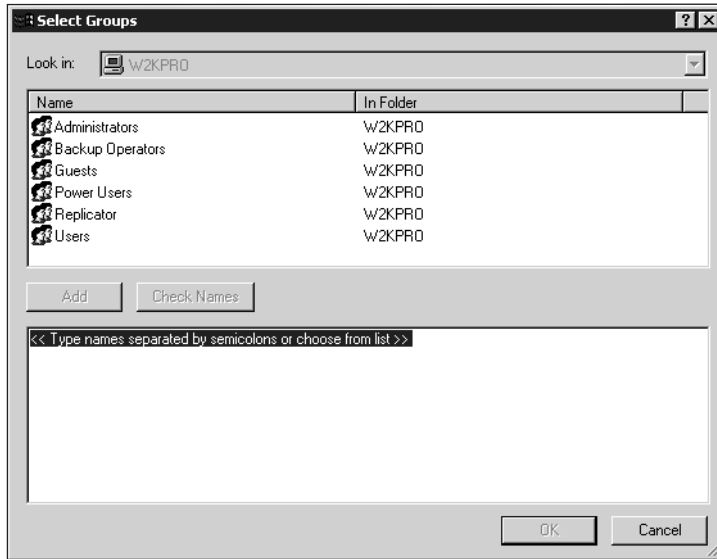 Select Groups
Look in: W2KPRO
Name In Folder
Administrators W2KPRO
Backup Operators W2KPRO
Guests W2KPRO
Power Users W2KPRO
Replicator W2KPRO
Users W2KPRO
Add Check Names
<< Type names separated by semicolons or choose from list >>
OK Cancel